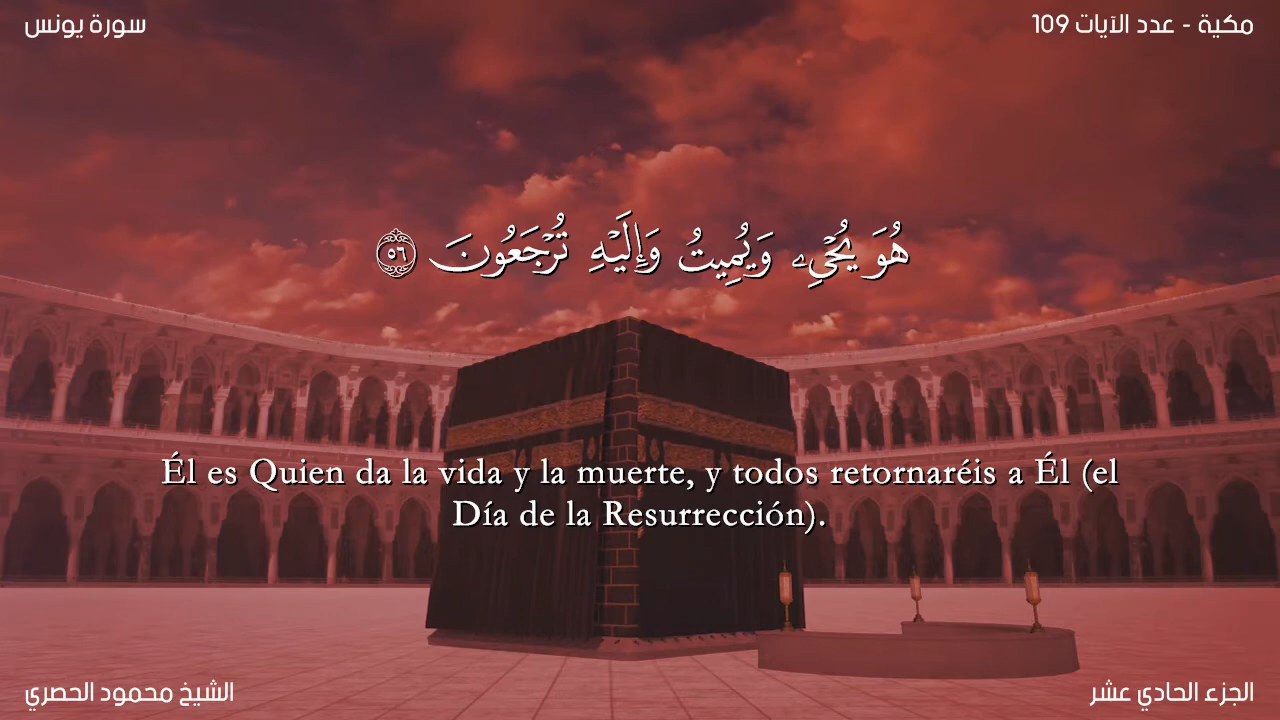 سورة يونس
مكية - عدد الآيات 109
هُوَ يُحْيِۦ وَيُمِيتُ وَإِلَيْهِ تُرْجَعُونَ ٥٦
Él es Quien da la vida y la muerte, y todos retornaréis a Él (el
Día de la Resurrección).
الشيخ محمود الحصري
الجزء الحادي عشر